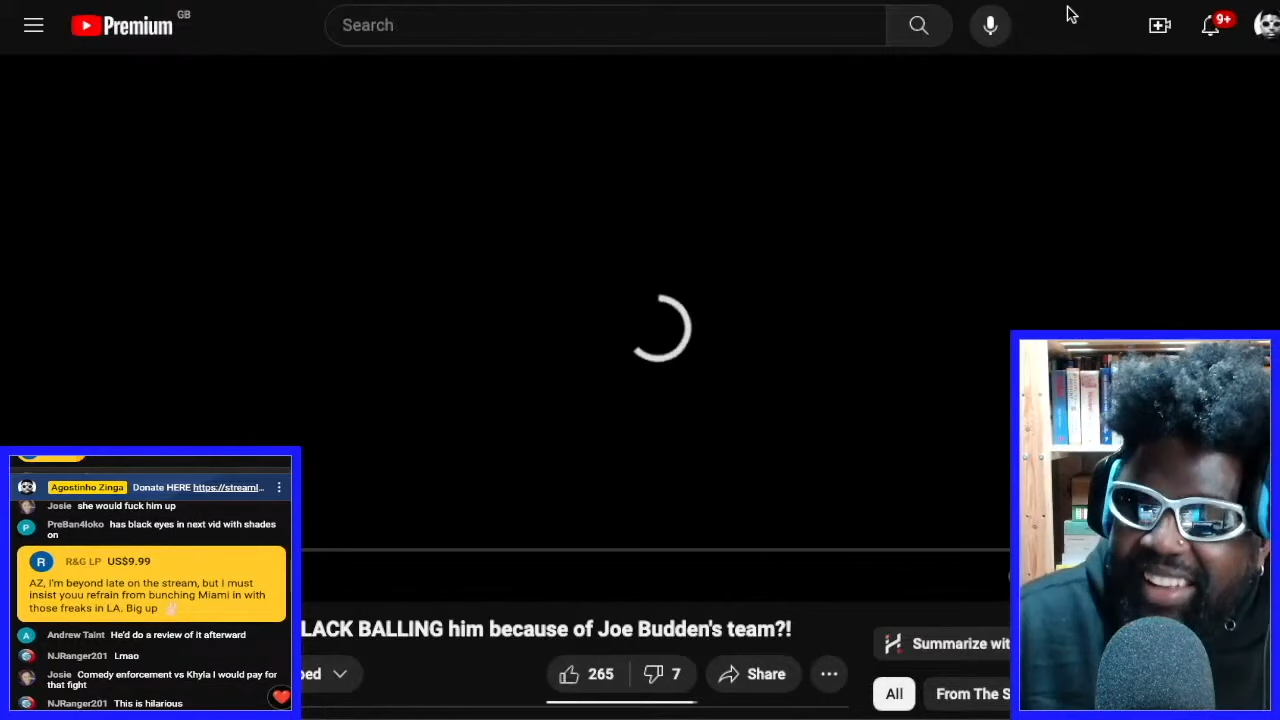 Premium GB
Search
9+
LACK BALLING him because of Joe Budden's team?!
ped
265
7
Share
Summarize wit
All
From The S
Agostinho Zinga Donate HERE https://streaml...
Josie she would fuck him up
P PreBan4loko has black eyes in next vid with shades
on
R R&G LP US$9.99
AZ, I'm beyond late on the stream, but I must
insist youu refrain from bunching Miami in with
those freaks in LA. Big up
A Andrew Taint He'd do a review of it afterward
NJRanger201 Lmao
Josie Comedy enforcement vs Khyla I would pay for
that fight
NJRanger201 This is hilarious